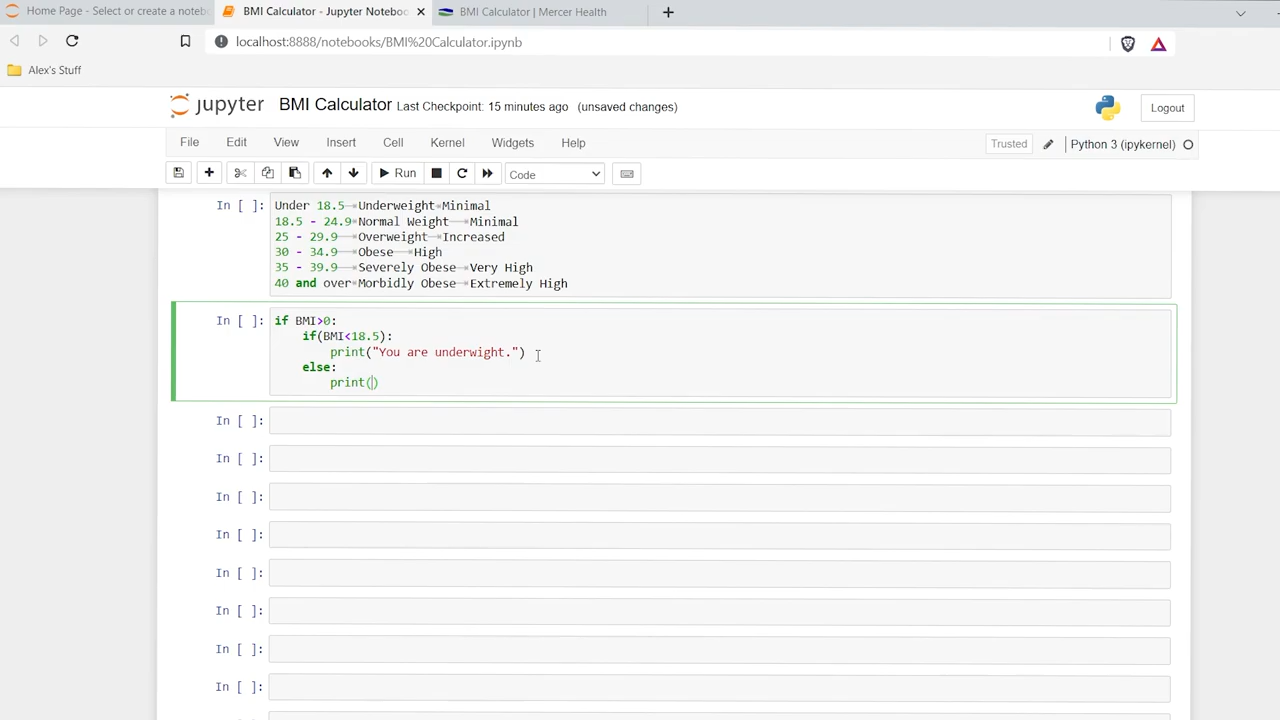 Home Page - Select or create a noteb
BMI Calculator - Jupyter Notebo
BMI Calculator | Mercer Health
localhost:8888/notebooks/BMI%20Calculator.ipynb
Alex's Stuff
jupyter BMI Calculator Last Checkpoint: 15 minutes ago (unsaved changes)
Logout
File Edit View Insert Cell Kernel Widgets Help
Trusted Python 3 (ipykernel)
Run Code
In [ ]: Under 18.5 Underweight Minimal
18.5 - 24.9 Normal Weight Minimal
25 - 29.9 Overweight Increased
30 - 34.9 Obese High
35 - 39.9 Severely Obese Very High
40 and over Morbidly Obese Extremely High
In [ ]: if BMI>0:
if(BMI<18.5):
print("You are underwight.")
else:
print()
In [ ]:
In [ ]:
In [ ]:
In [ ]:
In [ ]:
In [ ]:
In [ ]:
In [ ]: